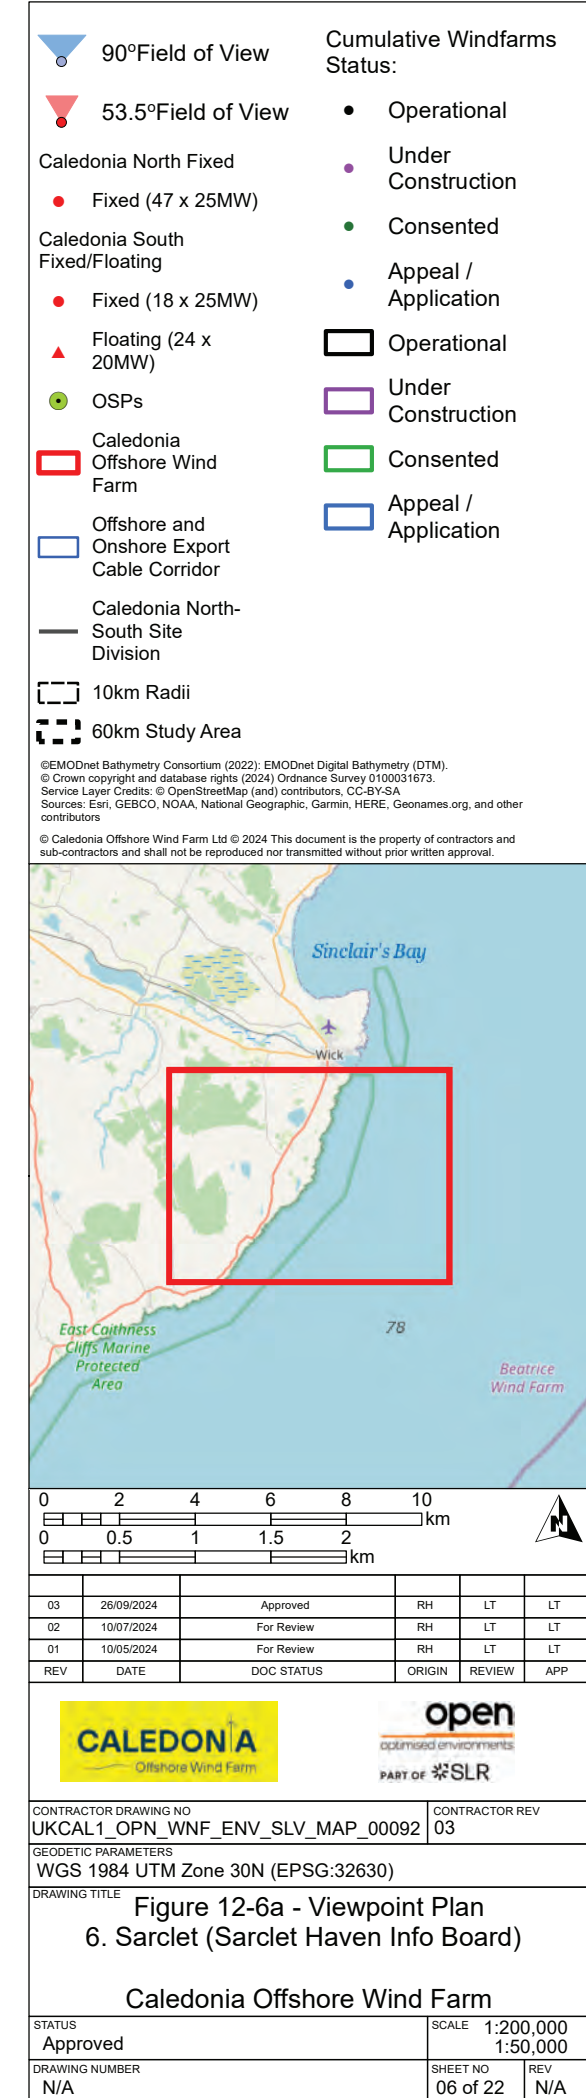 90°Field of View
53.5°Field of View
Caledonia North Fixed
Fixed (47 x 25MW)
Caledonia South
Fixed/Floating
Fixed (18 x 25MW)
Floating (24 x
20MW)
OSPs
Caledonia
Offshore Wind
Farm
Offshore and
Onshore Export
Cable Corridor
Caledonia North-
South Site
Division
10km Radii
60km Study Area
Cumulative Windfarms
Status:
Operational
Under
Construction
Consented
Appeal /
Application
Operational
Under
Construction
Consented
Appeal /
Application
©EMODnet Bathymetry Consortium (2022): EMODnet Digital Bathymetry (DTM).
© Crown copyright and database rights (2024) Ordnance Survey 0100031673.
Service Layer Credits: © OpenStreetMap (and) contributors, CC-BY-SA
Sources: Esri, GEBCO, NOAA, National Geographic, Garmin, HERE, Geonames.org, and other
contributors
© Caledonia Offshore Wind Farm Ltd © 2024 This document is the property of contractors and
sub-contractors and shall not be reproduced nor transmitted without prior written approval.
Sinclair's Bay
Wick
78
East Caithness
Cliffs Marine
Protected
Area
Beatrice
Wind Farm
0 2 4 6 8 10
km
0 0.5 1 1.5 2
km
N
03 26/09/2024 Approved RH LT LT
02 10/07/2024 For Review RH LT LT
01 10/05/2024 For Review RH LT LT
REV DATE DOC STATUS ORIGIN REVIEW APP
CALEDONIA
Offshore Wind Farm
open
optimised environments
PART OF SLR
CONTRACTOR DRAWING NO
UKCAL1_OPN_WNF_ENV_SLV_MAP_00092
CONTRACTOR REV
03
GEODETIC PARAMETERS
WGS 1984 UTM Zone 30N (EPSG:32630)
DRAWING TITLE
Figure 12-6a - Viewpoint Plan
6. Sarclet (Sarclet Haven Info Board)
Caledonia Offshore Wind Farm
STATUS
Approved
SCALE 1:200,000
1:50,000
DRAWING NUMBER
N/A
SHEET NO
06 of 22
REV
N/A